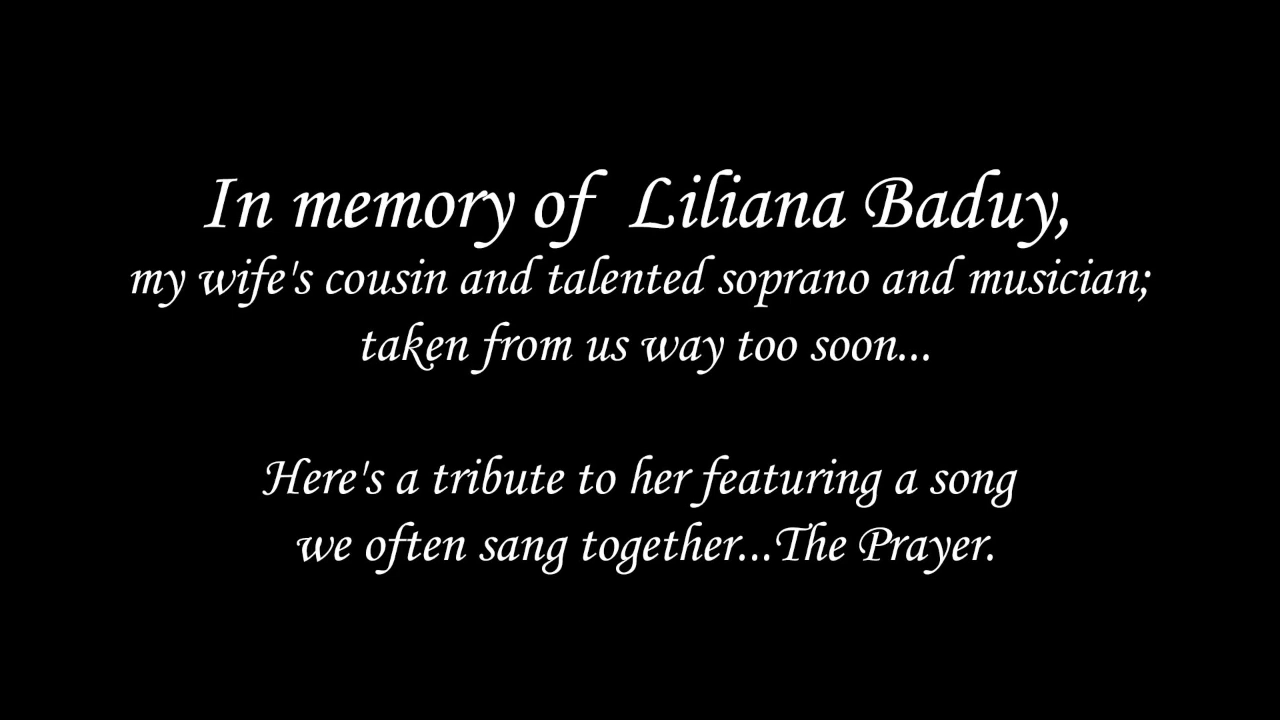 In memory of Liliana Baduy,
my wife's cousin and talented soprano and musician;
taken from us way too soon...
Here's a tribute to her featuring a song
we often sang together...The Prayer.